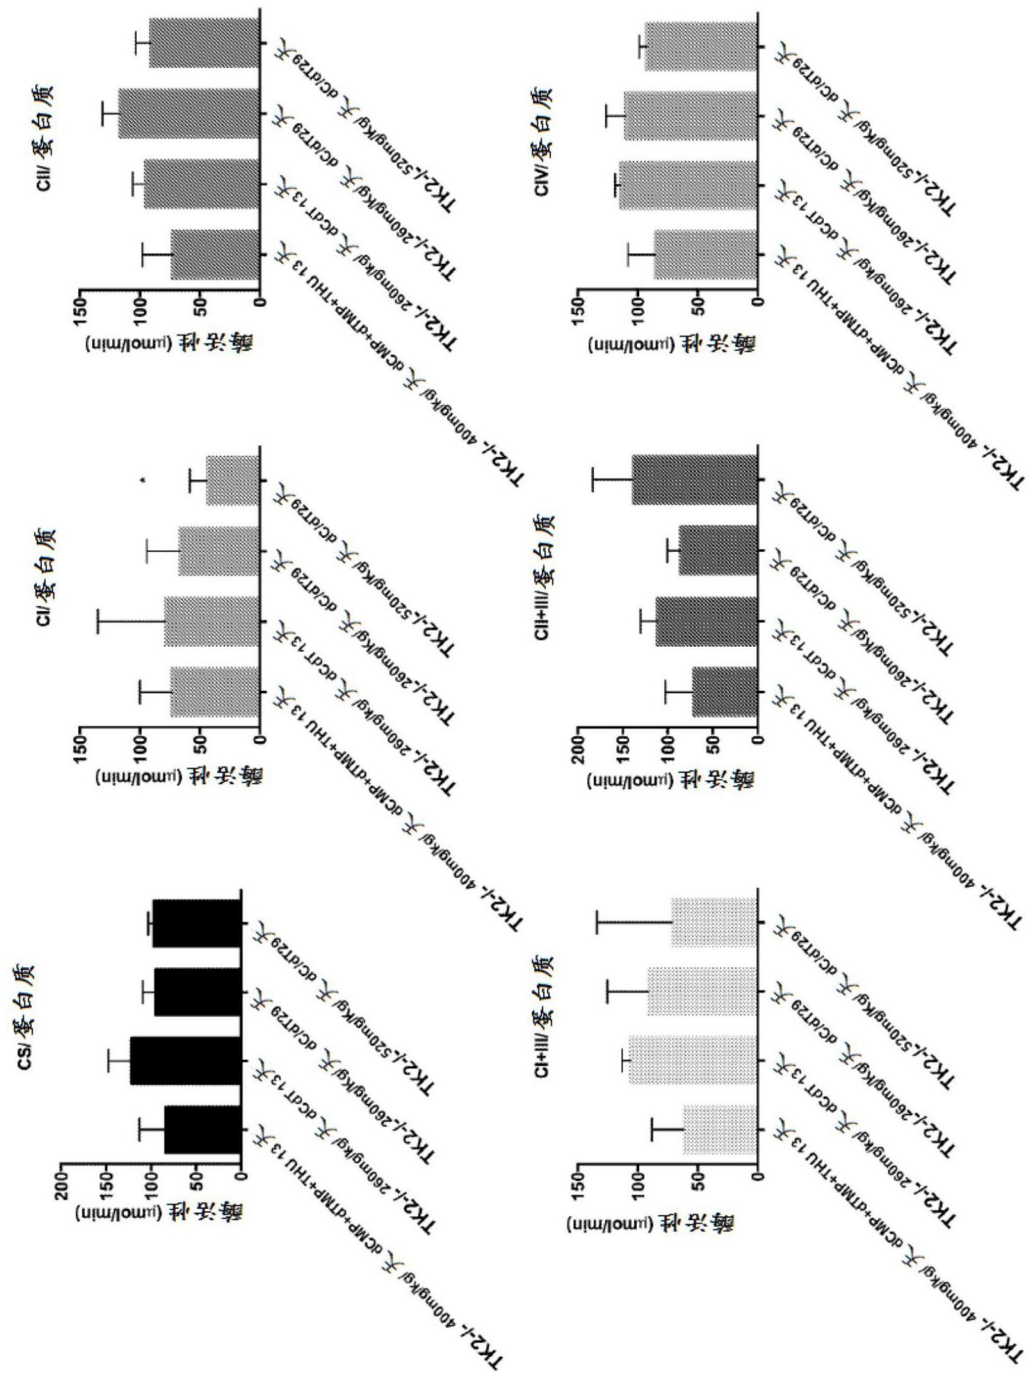 CS/蛋白质
酶活性 (μmol/min)
200
150
100
50
0
TK2-/- 400mg/kg/天 dCMP+dTMP+THU 13天
TK2-/- 260mg/kg/天 dCdT 13天
TK2-/-260mg/Kg/天 dC/dT29天
TK2-/-520mg/Kg/天 dC/dT29天
CI/蛋白质
酶活性 (μmol/min)
150
100
50
0
*
TK2-/- 400mg/kg/天 dCMP+dTMP+THU 13天
TK2-/- 260mg/kg/天 dCdT 13天
TK2-/-260mg/Kg/天 dC/dT29天
TK2-/-520mg/Kg/天 dC/dT29天
CII/蛋白质
酶活性 (μmol/min)
150
100
50
0
TK2-/- 400mg/kg/天 dCMP+dTMP+THU 13天
TK2-/- 260mg/kg/天 dCdT 13天
TK2-/-260mg/Kg/天 dC/dT29天
TK2-/-520mg/Kg/天 dC/dT29天
CI+III/蛋白质
酶活性 (μmol/min)
150
100
50
0
TK2-/- 400mg/kg/天 dCMP+dTMP+THU 13天
TK2-/- 260mg/kg/天 dCdT 13天
TK2-/-260mg/Kg/天 dC/dT29天
TK2-/-520mg/Kg/天 dC/dT29天
CII+III/蛋白质
酶活性 (μmol/min)
200
150
100
50
0
TK2-/- 400mg/kg/天 dCMP+dTMP+THU 13天
TK2-/- 260mg/kg/天 dCdT 13天
TK2-/-260mg/Kg/天 dC/dT29天
TK2-/-520mg/Kg/天 dC/dT29天
CIV/蛋白质
酶活性 (μmol/min)
150
100
50
0
TK2-/- 400mg/kg/天 dCMP+dTMP+THU 13天
TK2-/- 260mg/kg/天 dCdT 13天
TK2-/-260mg/Kg/天 dC/dT29天
TK2-/-520mg/Kg/天 dC/dT29天